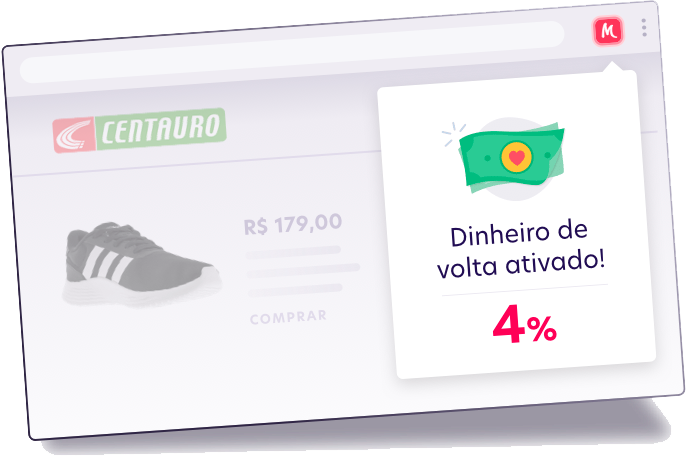 M
CENTAURO
R$ 179,00
COMPRAR
Dinheiro de
volta ativado!
4%